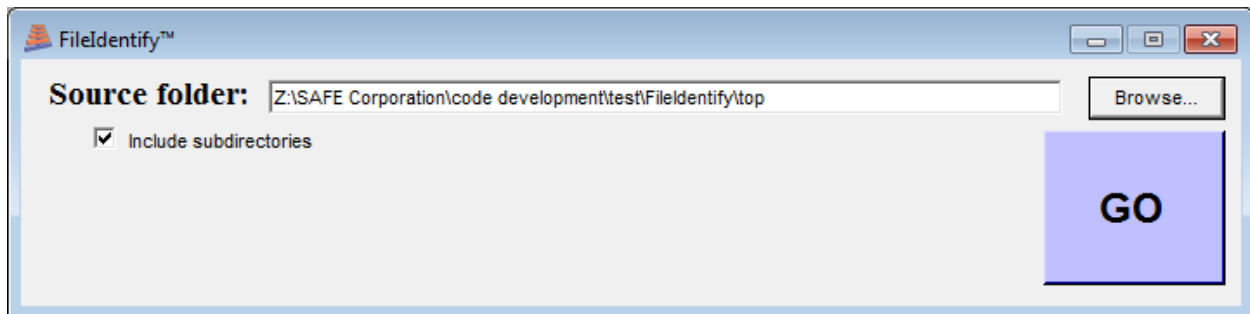 FileIdentify™
Source folder: Z:\SAFE Corporation\code development\test\FileIdentify\top Browse...
Include subdirectories
GO